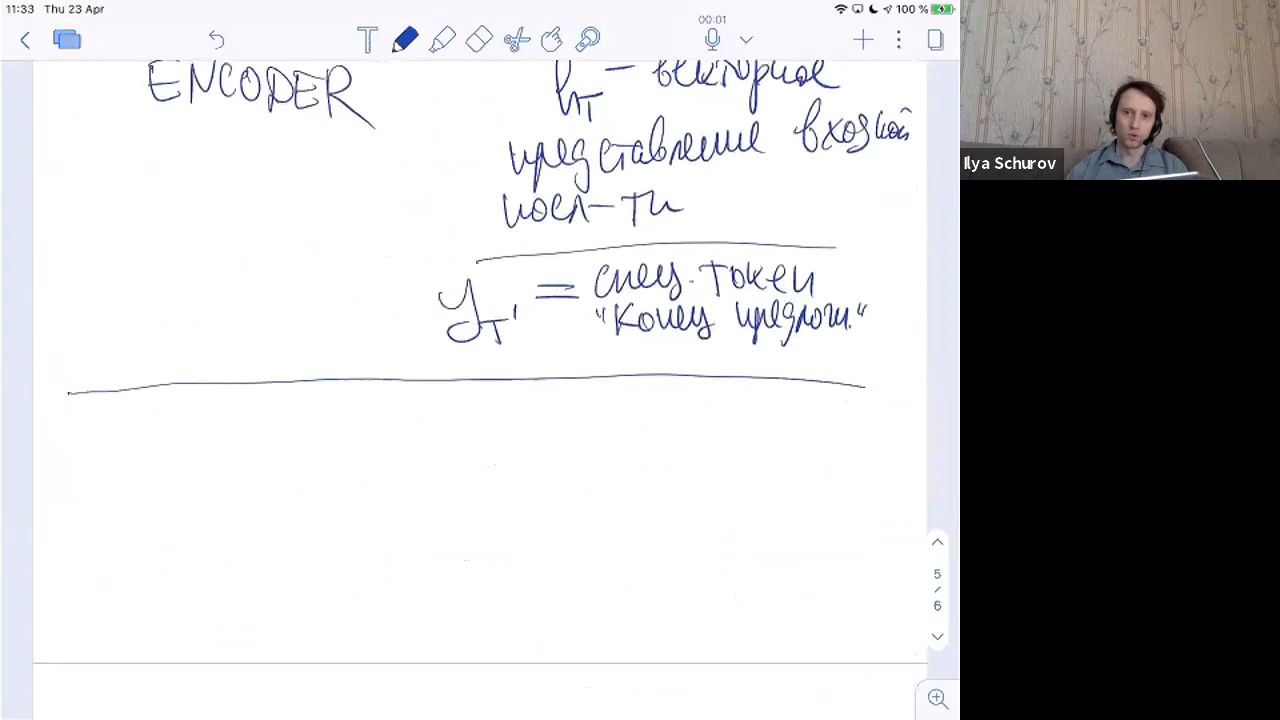 11:33 Thu 23 Apr
100 %
00:01
ENCODER
h_T — векторное
представление входной
посл-ти
y_T' = спец. токен
"Конец предлож."
5
/
6
Ilya Schurov